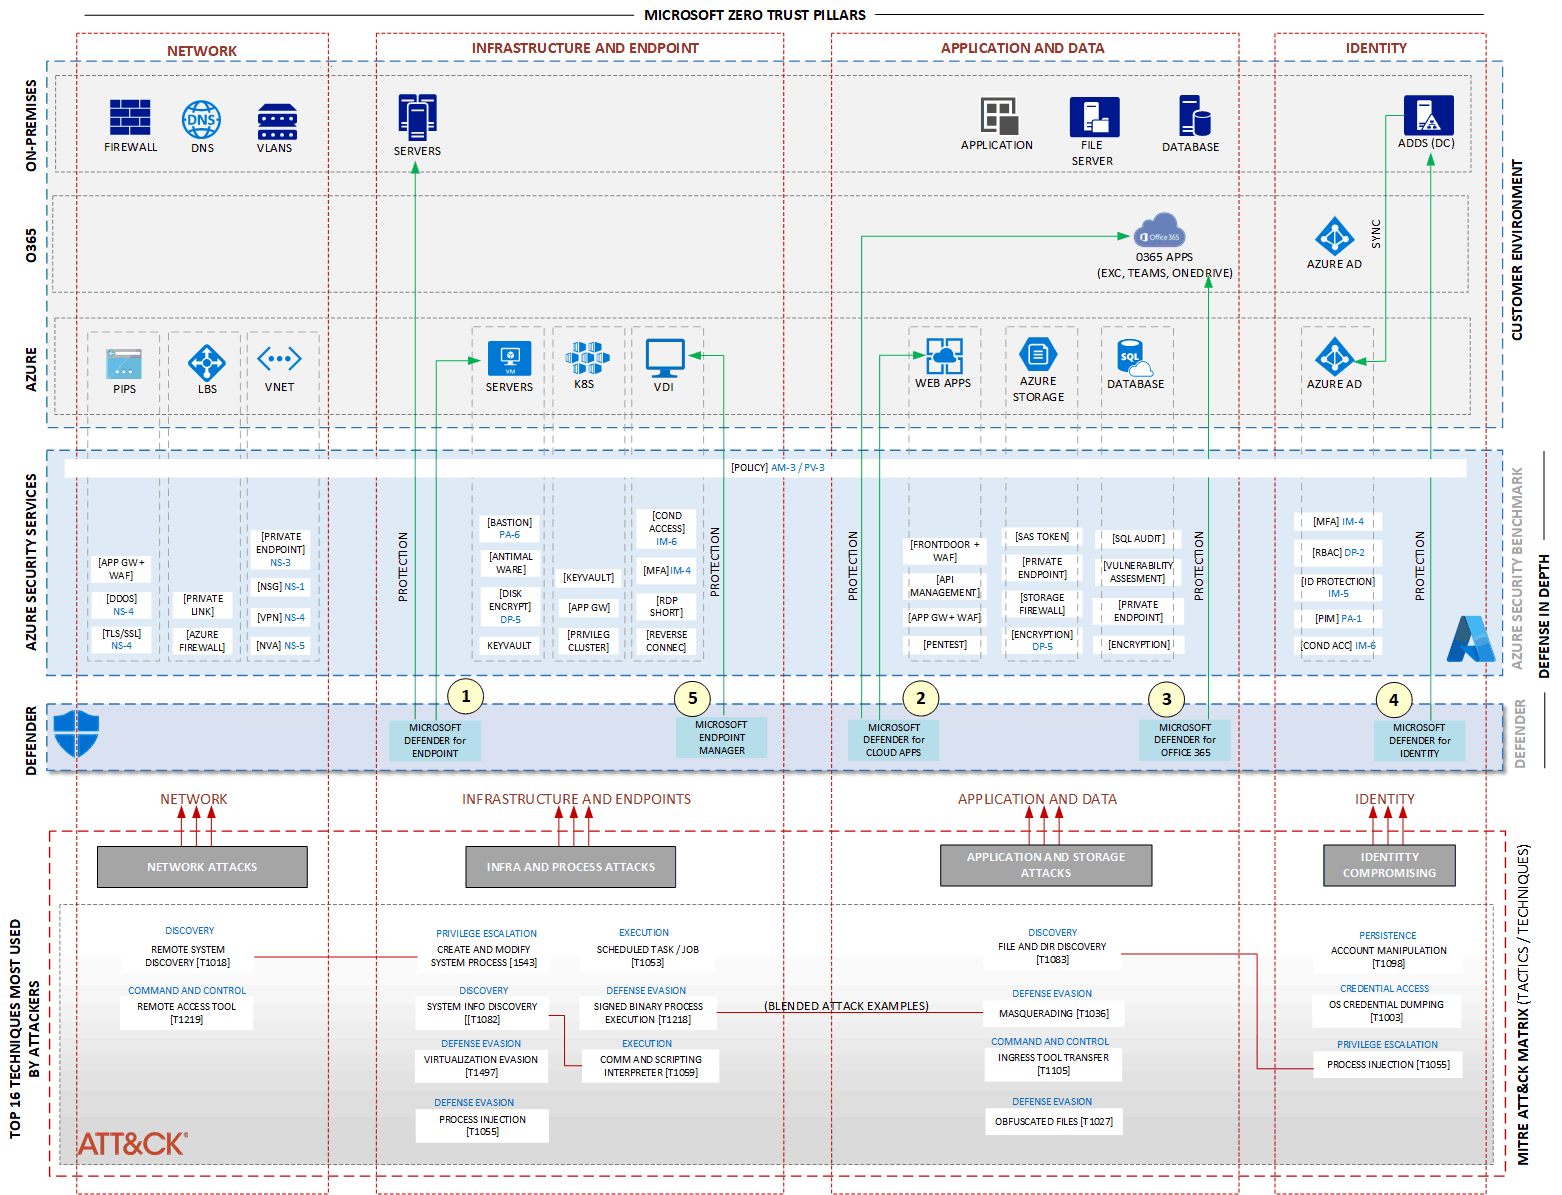 MICROSOFT ZERO TRUST PILLARS
NETWORK
INFRASTRUCTURE AND ENDPOINT
APPLICATION AND DATA
IDENTITY
ON-PREMISES
FIREWALL
DNS
DNS
VLANS
SERVERS
APPLICATION
FILE
SERVER
DATABASE
ADDS (DC)
O365
Office 365
O365 APPS
(EXC, TEAMS, ONEDRIVE)
AZURE AD
SYNC
CUSTOMER ENVIRONMENT
AZURE
PIPS
LBS
VNET
VM
SERVERS
K8S
VDI
WEB APPS
AZURE
STORAGE
SQL
DATABASE
AZURE AD
AZURE SECURITY SERVICES
[POLICY] AM-3 / PV-3
[APP GW +
WAF]
[DDOS]
NS-4
[TLS/SSL]
NS-4
[PRIVATE
LINK]
[AZURE
FIREWALL]
[PRIVATE
ENDPOINT]
NS-3
[NSG] NS-1
[VPN] NS-4
[NVA] NS-5
PROTECTION
[BASTION]
PA-6
[ANTIMAL
WARE]
[DISK
ENCRYPT]
DP-5
KEYVAULT
[KEYVAULT]
[APP GW]
[PRIVILEG
CLUSTER]
[COND
ACCESS]
IM-6
[MFA] IM-4
[RDP
SHORT]
[REVERSE
CONNEC]
PROTECTION
PROTECTION
[FRONTDOOR +
WAF]
[API
MANAGEMENT]
[APP GW + WAF]
[PENTEST]
[SAS TOKEN]
[PRIVATE
ENDPOINT]
[STORAGE
FIREWALL]
[ENCRYPTION]
DP-5
[SQL AUDIT]
[VULNERABILITY
ASSESMENT]
[PRIVATE
ENDPOINT]
[ENCRYPTION]
PROTECTION
[MFA] IM-4
[RBAC] DP-2
[ID PROTECTION]
IM-5
[PIM] PA-1
[COND ACC] IM-6
PROTECTION
AZURE SECURITY BENCHMARK
DEFENSE IN DEPTH
DEFENDER
1
MICROSOFT
DEFENDER for
ENDPOINT
5
MICROSOFT
ENDPOINT
MANAGER
2
MICROSOFT
DEFENDER for
CLOUD APPS
3
MICROSOFT
DEFENDER for
OFFICE 365
4
MICROSOFT
DEFENDER for
IDENTITY
DEFENDER
NETWORK
INFRASTRUCTURE AND ENDPOINTS
APPLICATION AND DATA
IDENTITY
NETWORK ATTACKS
INFRA AND PROCESS ATTACKS
APPLICATION AND STORAGE
ATTACKS
IDENTITTY
COMPROMISING
TOP 16 TECHNIQUES MOST USED
BY ATTACKERS
DISCOVERY
REMOTE SYSTEM
DISCOVERY [T1018]
COMMAND AND CONTROL
REMOTE ACCESS TOOL
[T1219]
PRIVILEGE ESCALATION
CREATE AND MODIFY
SYSTEM PROCESS [1543]
DISCOVERY
SYSTEM INFO DISCOVERY
[[T1082]
DEFENSE EVASION
VIRTUALIZATION EVASION
[T1497]
DEFENSE EVASION
PROCESS INJECTION
[T1055]
EXECUTION
SCHEDULED TASK / JOB
[T1053]
DEFENSE EVASION
SIGNED BINARY PROCESS
EXECUTION [T1218]
EXECUTION
COMM AND SCRIPTING
INTERPRETER [T1059]
(BLENDED ATTACK EXAMPLES)
DISCOVERY
FILE AND DIR DISCOVERY
[T1083]
DEFENSE EVASION
MASQUERADING [T1036]
COMMAND AND CONTROL
INGRESS TOOL TRANSFER
[T1105]
DEFENSE EVASION
OBFUSCATED FILES [T1027]
PERSISTENCE
ACCOUNT MANIPULATION
[T1098]
CREDENTIAL ACCESS
OS CREDENTIAL DUMPING
[T1003]
PRIVILEGE ESCALATION
PROCESS INJECTION [T1055]
MITRE ATT&CK MATRIX (TACTICS / TECHNIQUES)
ATT&CK®